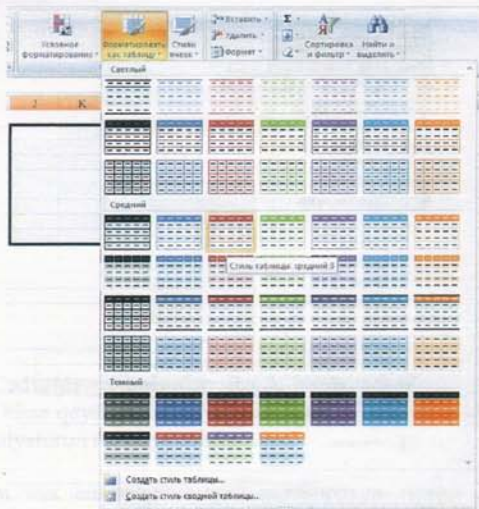 Условное форматирование
Форматировать как таблицу
Стили ячеек
Вставить
Удалить
Формат
Σ
Сортировка и фильтр
Найти и выделить
Светлый
J K
Средний
Стиль таблицы: средний 3
Темный
Создать стиль таблицы...
Создать стиль сводной таблицы...